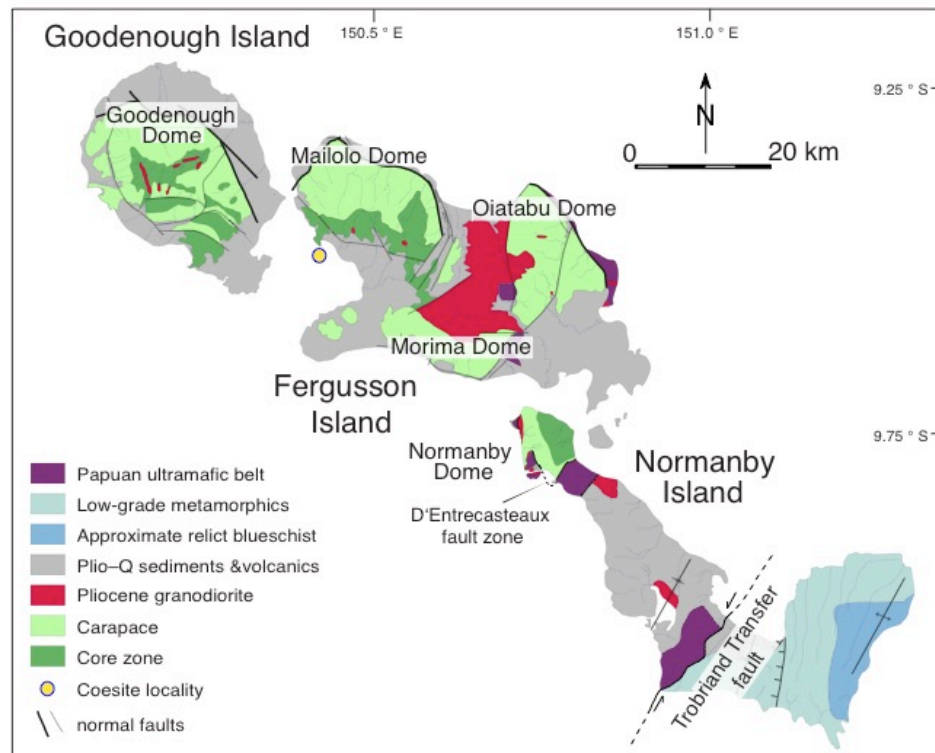 150.5 ° E
151.0 ° E
Goodenough Island
9.25 ° S
Goodenough
Dome
N
Mailolo Dome
0
20 km
Oiatabu Dome
Morima Dome
Fergusson
Island
9.75 ° S
Normanby
Dome
Normanby
Island
D'Entrecasteaux
fault zone
Trobriand Transfer
fault
Papuan ultramafic belt
Low-grade metamorphics
Approximate relict blueschist
Plio–Q sediments &volcanics
Pliocene granodiorite
Carapace
Core zone
Coesite locality
normal faults